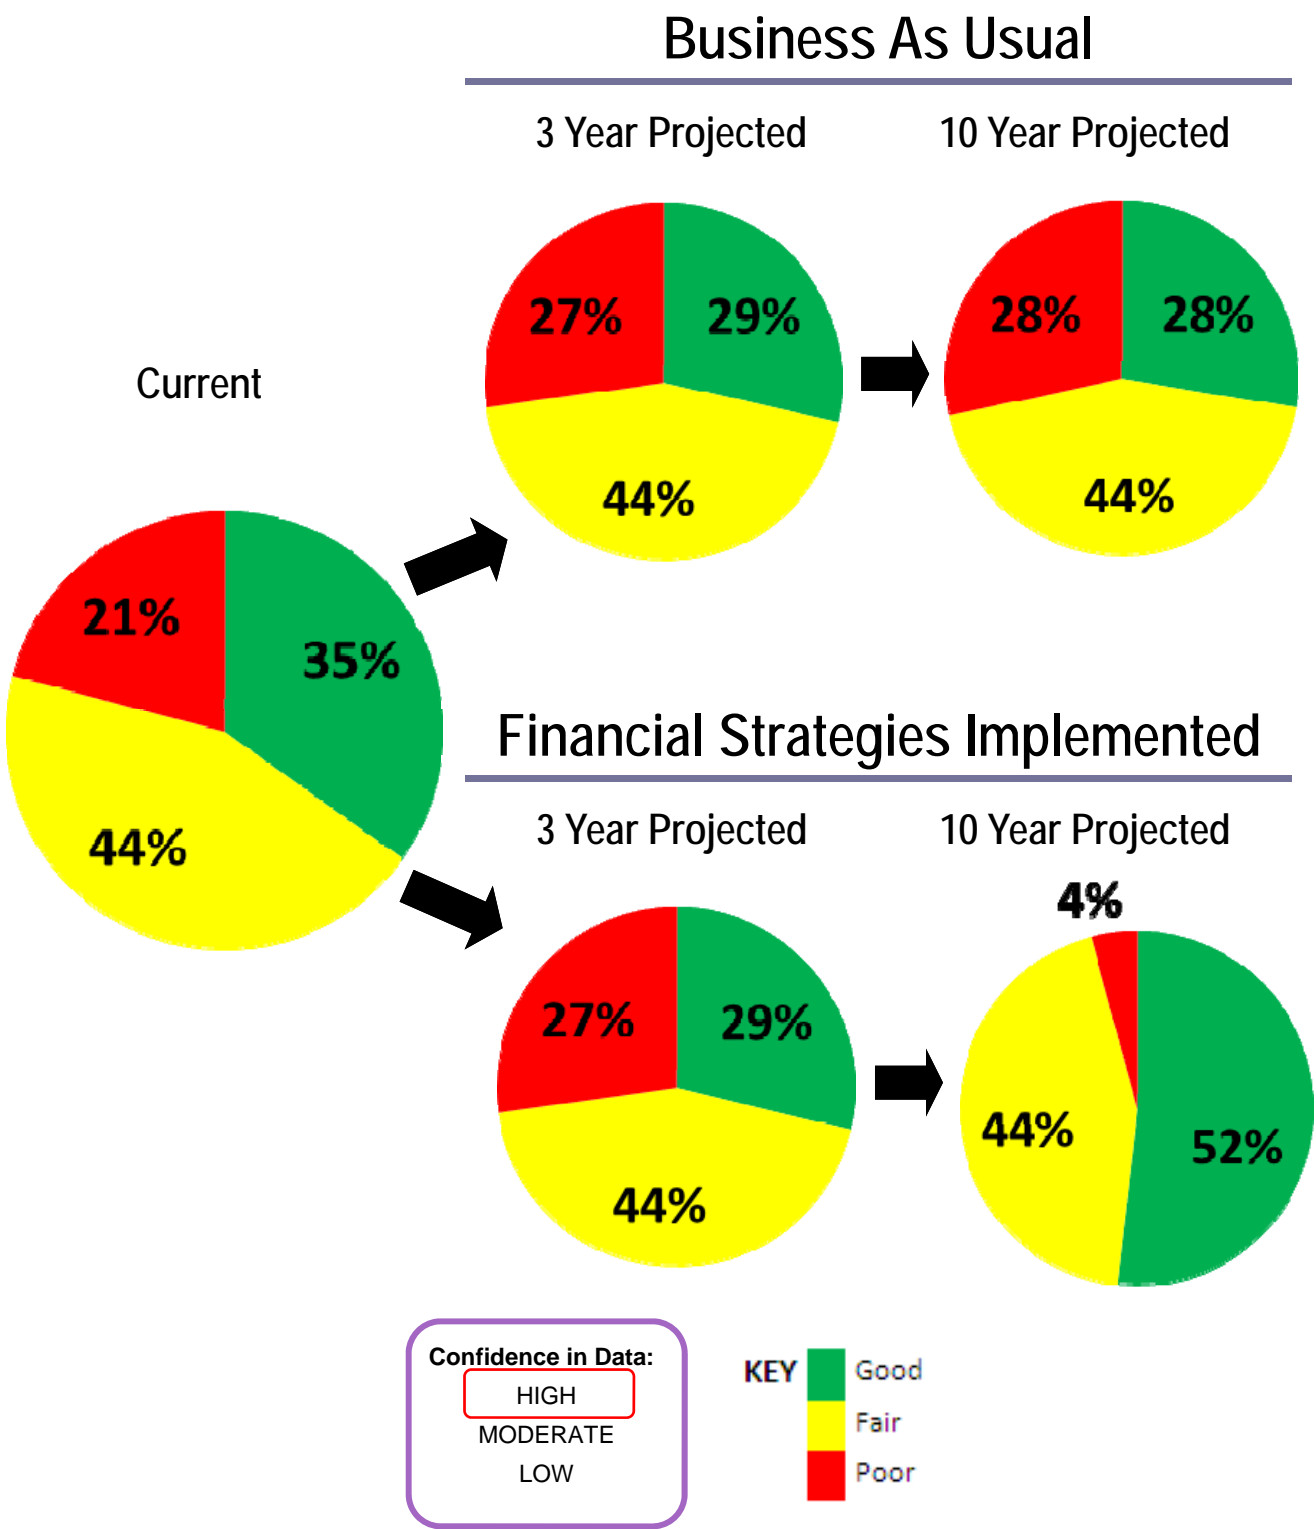 Business As Usual
3 Year Projected
10 Year Projected
27%
29%
44%
28%
28%
44%
Current
21%
35%
44%
Financial Strategies Implemented
3 Year Projected
10 Year Projected
27%
29%
44%
4%
44%
52%
Confidence in Data:
HIGH
MODERATE
LOW
KEY
Good
Fair
Poor